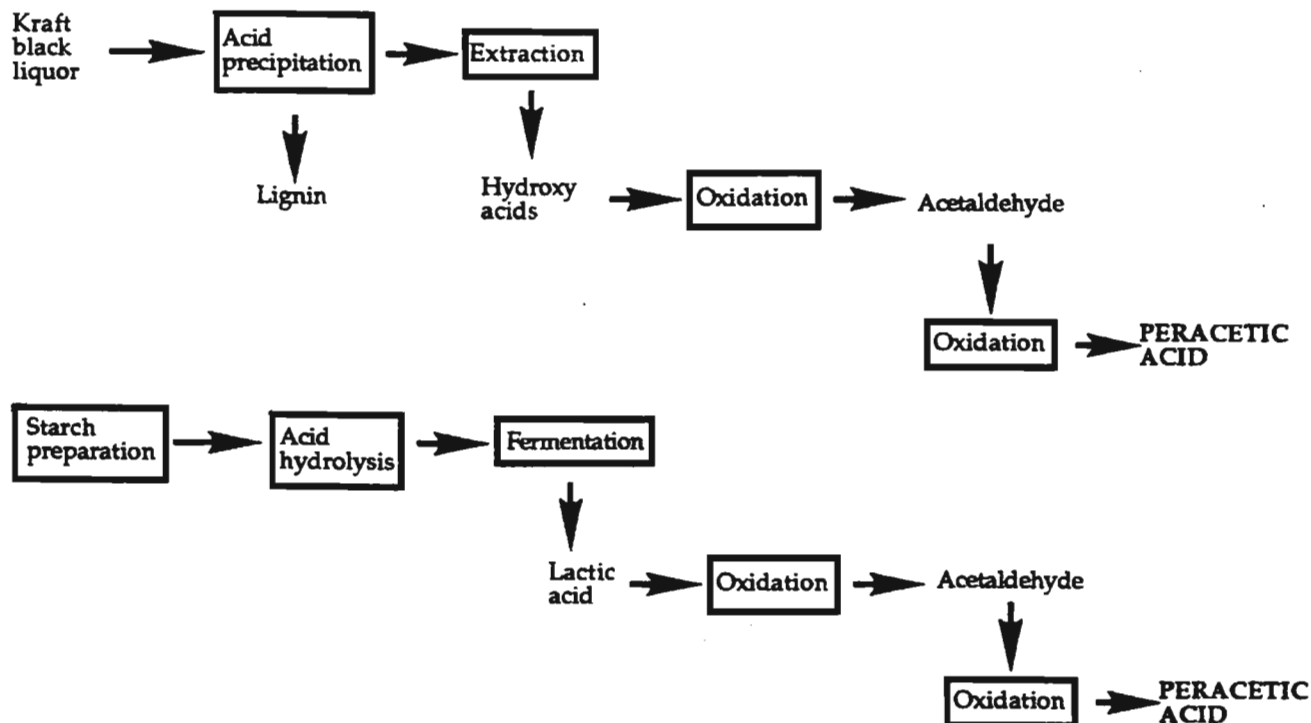 Kraft
black
liquor
Acid
precipitation
Extraction
Lignin
Hydroxy
acids
Oxidation
Acetaldehyde
Oxidation
PERACETIC
ACID
Starch
preparation
Acid
hydrolysis
Fermentation
Lactic
acid
Oxidation
Acetaldehyde
Oxidation
PERACETIC
ACID